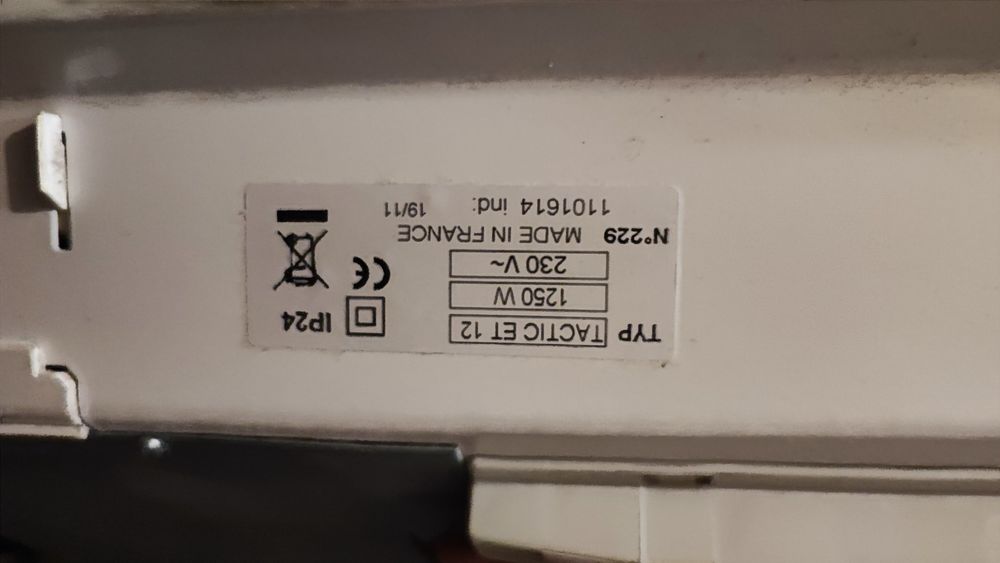 TYP TACTIC ET 12
1250 W
230 V~
IP24
CE
N°229 MADE IN FRANCE
1101614 ind: 19/11